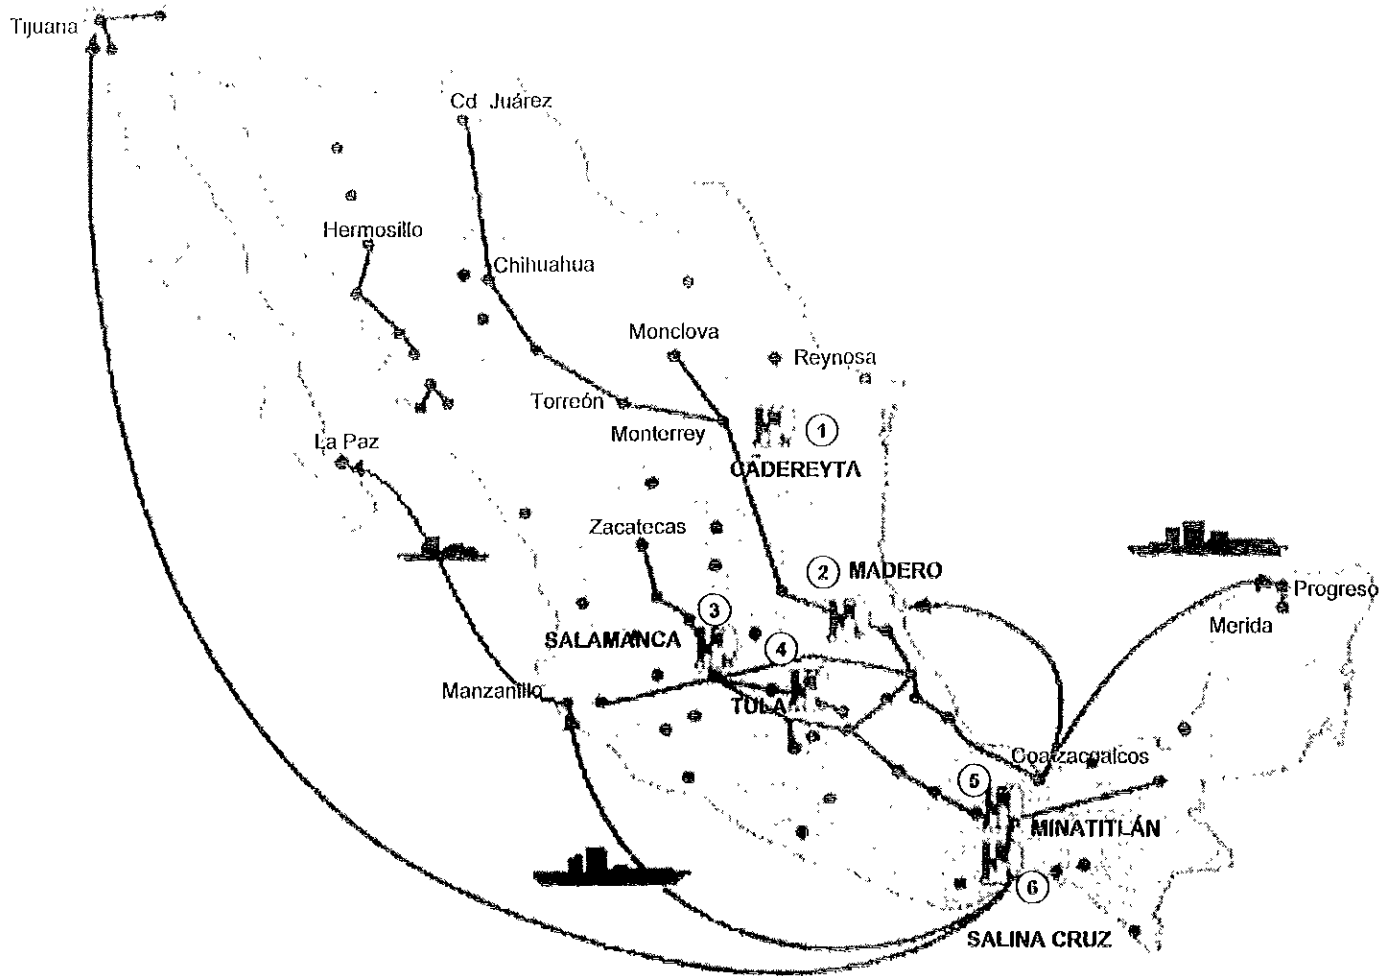 Tijuana
Cd Juárez
Hermosillo
Chihuahua
Monclova
Reynosa
Torreón
Monterrey
1
CADEREYTA
La Paz
Zacatecas
2 MADERO
Progreso
Merida
3
SALAMANCA
4
Manzanillo
TULA
Coatzacoalcos
5
MINATITLÁN
6
SALINA CRUZ